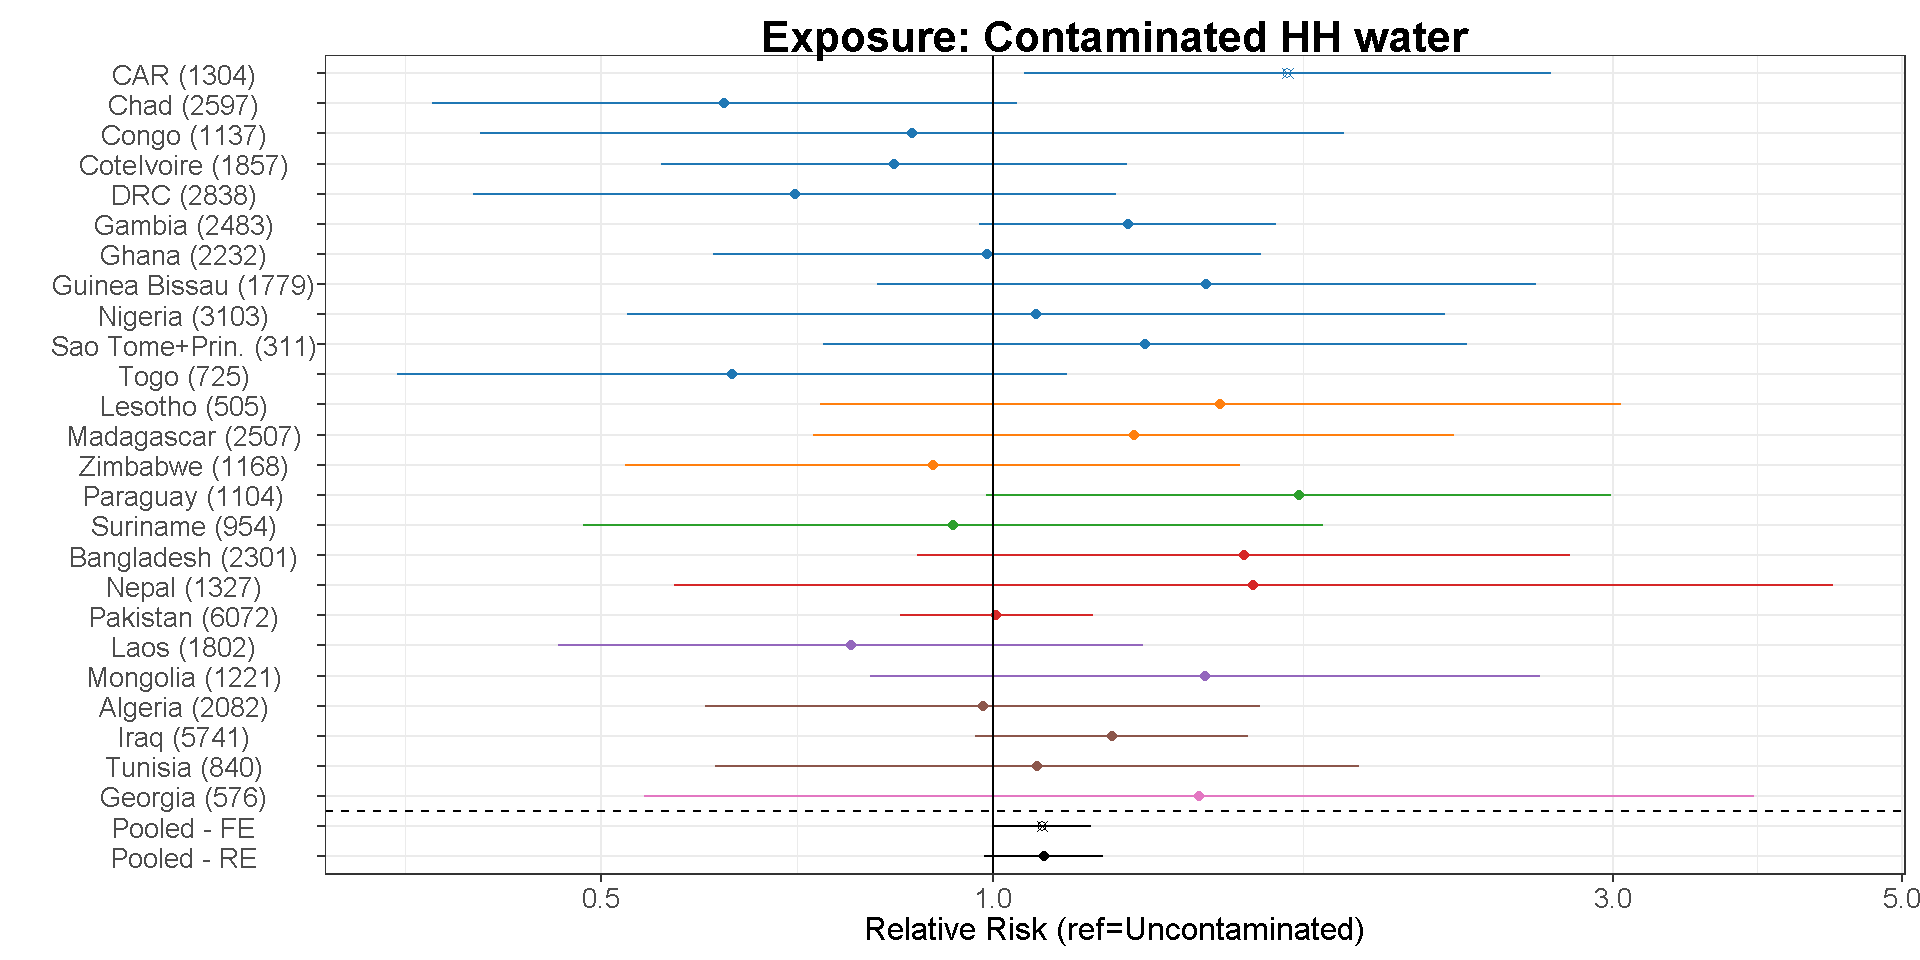 Exposure: Contaminated HH water
CAR (1304)
Chad (2597)
Congo (1137)
CoteIvoire (1857)
DRC (2838)
Gambia (2483)
Ghana (2232)
Guinea Bissau (1779)
Nigeria (3103)
Sao Tome+Prin. (311)
Togo (725)
Lesotho (505)
Madagascar (2507)
Zimbabwe (1168)
Paraguay (1104)
Suriname (954)
Bangladesh (2301)
Nepal (1327)
Pakistan (6072)
Laos (1802)
Mongolia (1221)
Algeria (2082)
Iraq (5741)
Tunisia (840)
Georgia (576)
Pooled - FE
Pooled - RE
0.5 1.0 3.0 5.0
Relative Risk (ref=Uncontaminated)